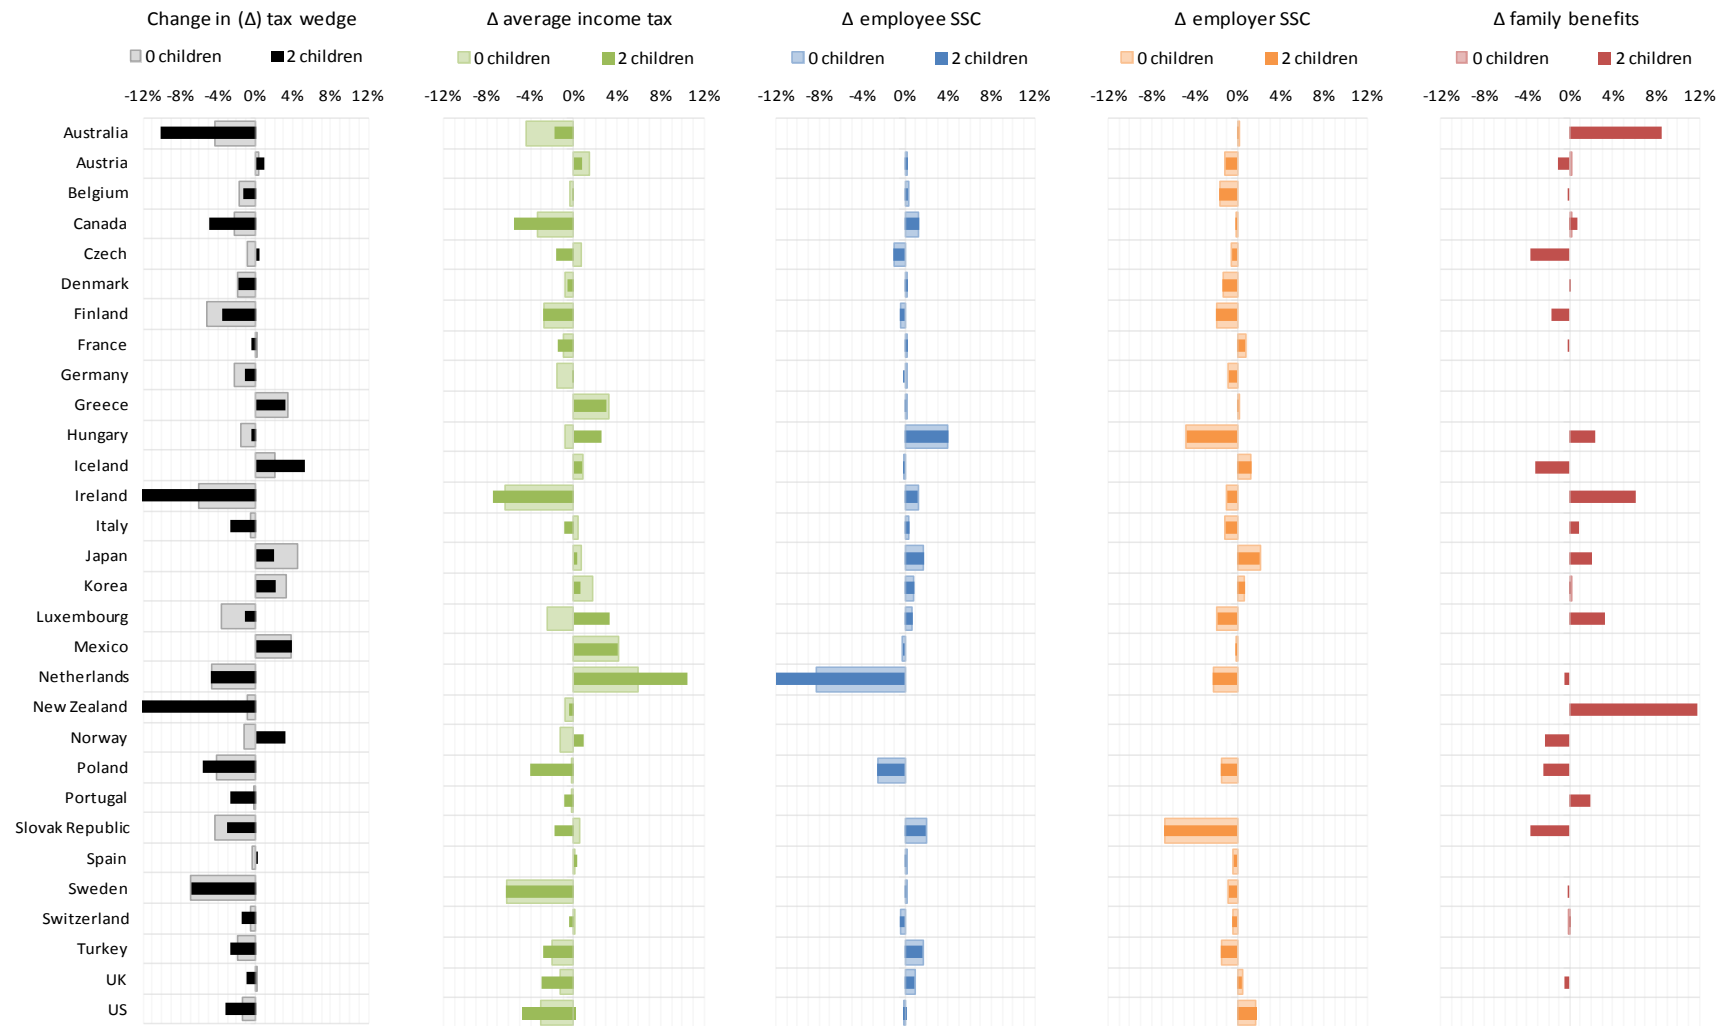 Change in (Δ) tax wedge Δ average income tax Δ employee SSC Δ employer SSC Δ family benefits
0 children 2 children 0 children 2 children 0 children 2 children 0 children 2 children 0 children 2 children
-12% -8% -4% 0% 4% 8% 12% -12% -8% -4% 0% 4% 8% 12% -12% -8% -4% 0% 4% 8% 12% -12% -8% -4% 0% 4% 8% 12% -12% -8% -4% 0% 4% 8% 12%
Australia
Austria
Belgium
Canada
Czech
Denmark
Finland
France
Germany
Greece
Hungary
Iceland
Ireland
Italy
Japan
Korea
Luxembourg
Mexico
Netherlands
New Zealand
Norway
Poland
Portugal
Slovak Republic
Spain
Sweden
Switzerland
Turkey
UK
US